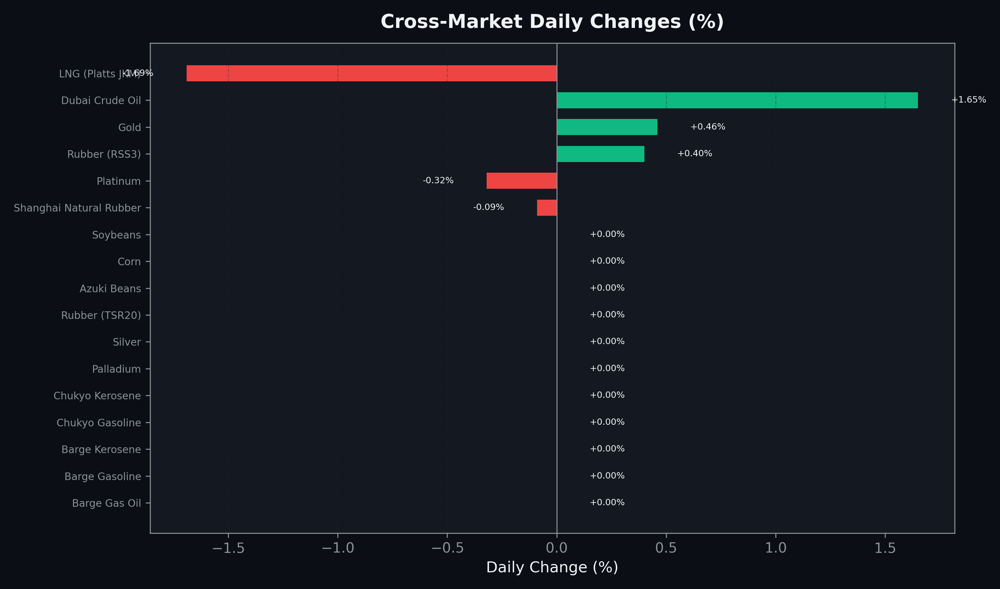 Cross-Market Daily Changes (%)
LNG (Platts JKM) -1.69%
Dubai Crude Oil +1.65%
Gold +0.46%
Rubber (RSS3) +0.40%
Platinum -0.32%
Shanghai Natural Rubber -0.09%
Soybeans +0.00%
Corn +0.00%
Azuki Beans +0.00%
Rubber (TSR20) +0.00%
Silver +0.00%
Palladium +0.00%
Chukyo Kerosene +0.00%
Chukyo Gasoline +0.00%
Barge Kerosene +0.00%
Barge Gasoline +0.00%
Barge Gas Oil +0.00%
−1.5 −1.0 −0.5 0.0 0.5 1.0 1.5
Daily Change (%)